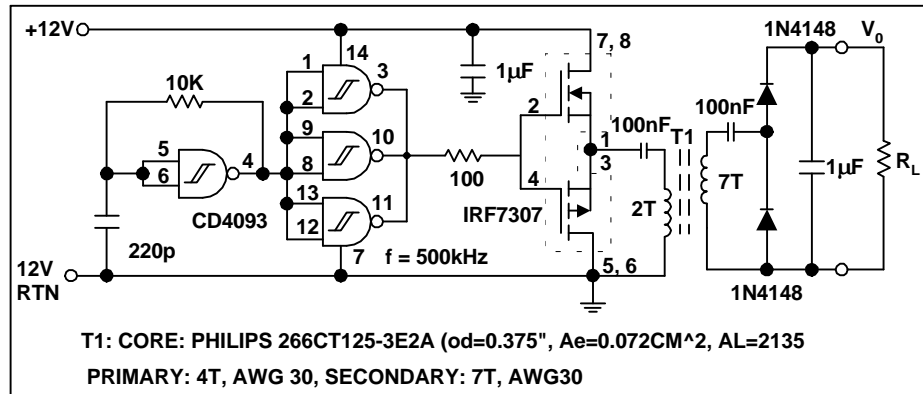 +12V
1N4148
V0
14
7, 8
10K
1
3
1µF
2
2
100nF
T1
100nF
9
10
1
5
4
8
3
1µF
RL
6
100
4
7T
13
11
CD4093
12
IRF7307
2T
220p
7
f = 500kHz
5, 6
12V
RTN
1N4148
T1: CORE: PHILIPS 266CT125-3E2A (od=0.375", Ae=0.072CM^2, AL=2135
PRIMARY: 4T, AWG 30, SECONDARY: 7T, AWG30